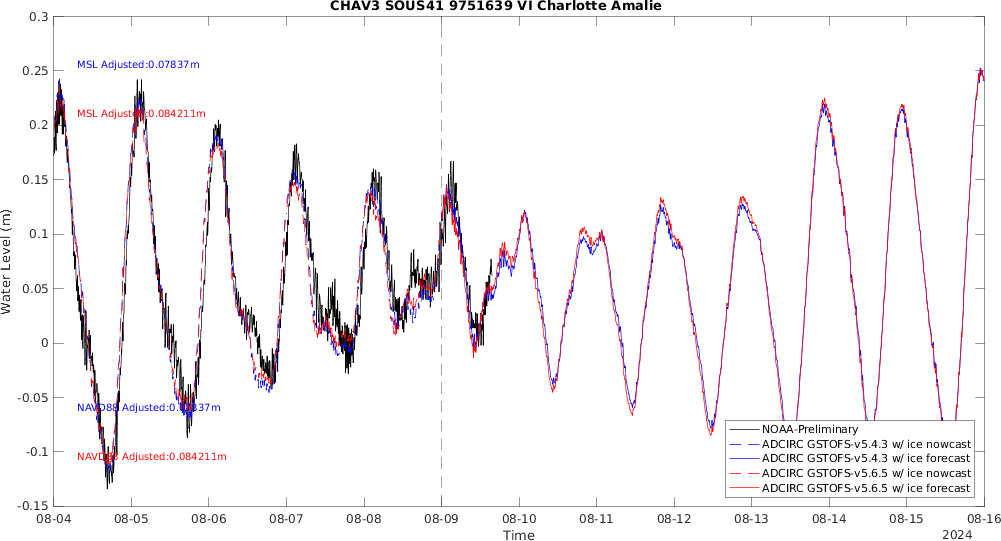 CHAV3 SOUS41 9751639 VI Charlotte Amalie
0.3
0.25
0.2
0.15
0.1
0.05
0
-0.05
-0.1
-0.15
Water Level (m)
MSL Adjusted:0.07837m
MSL Adjusted:0.084211m
NAVD88 Adjusted:0.07837m
NAVD88 Adjusted:0.084211m
NOAA-Preliminary
ADCIRC GSTOFS-v5.4.3 w/ ice nowcast
ADCIRC GSTOFS-v5.4.3 w/ ice forecast
ADCIRC GSTOFS-v5.6.5 w/ ice nowcast
ADCIRC GSTOFS-v5.6.5 w/ ice forecast
08-04 08-05 08-06 08-07 08-08 08-09 08-10 08-11 08-12 08-13 08-14 08-15 08-16
Time
2024